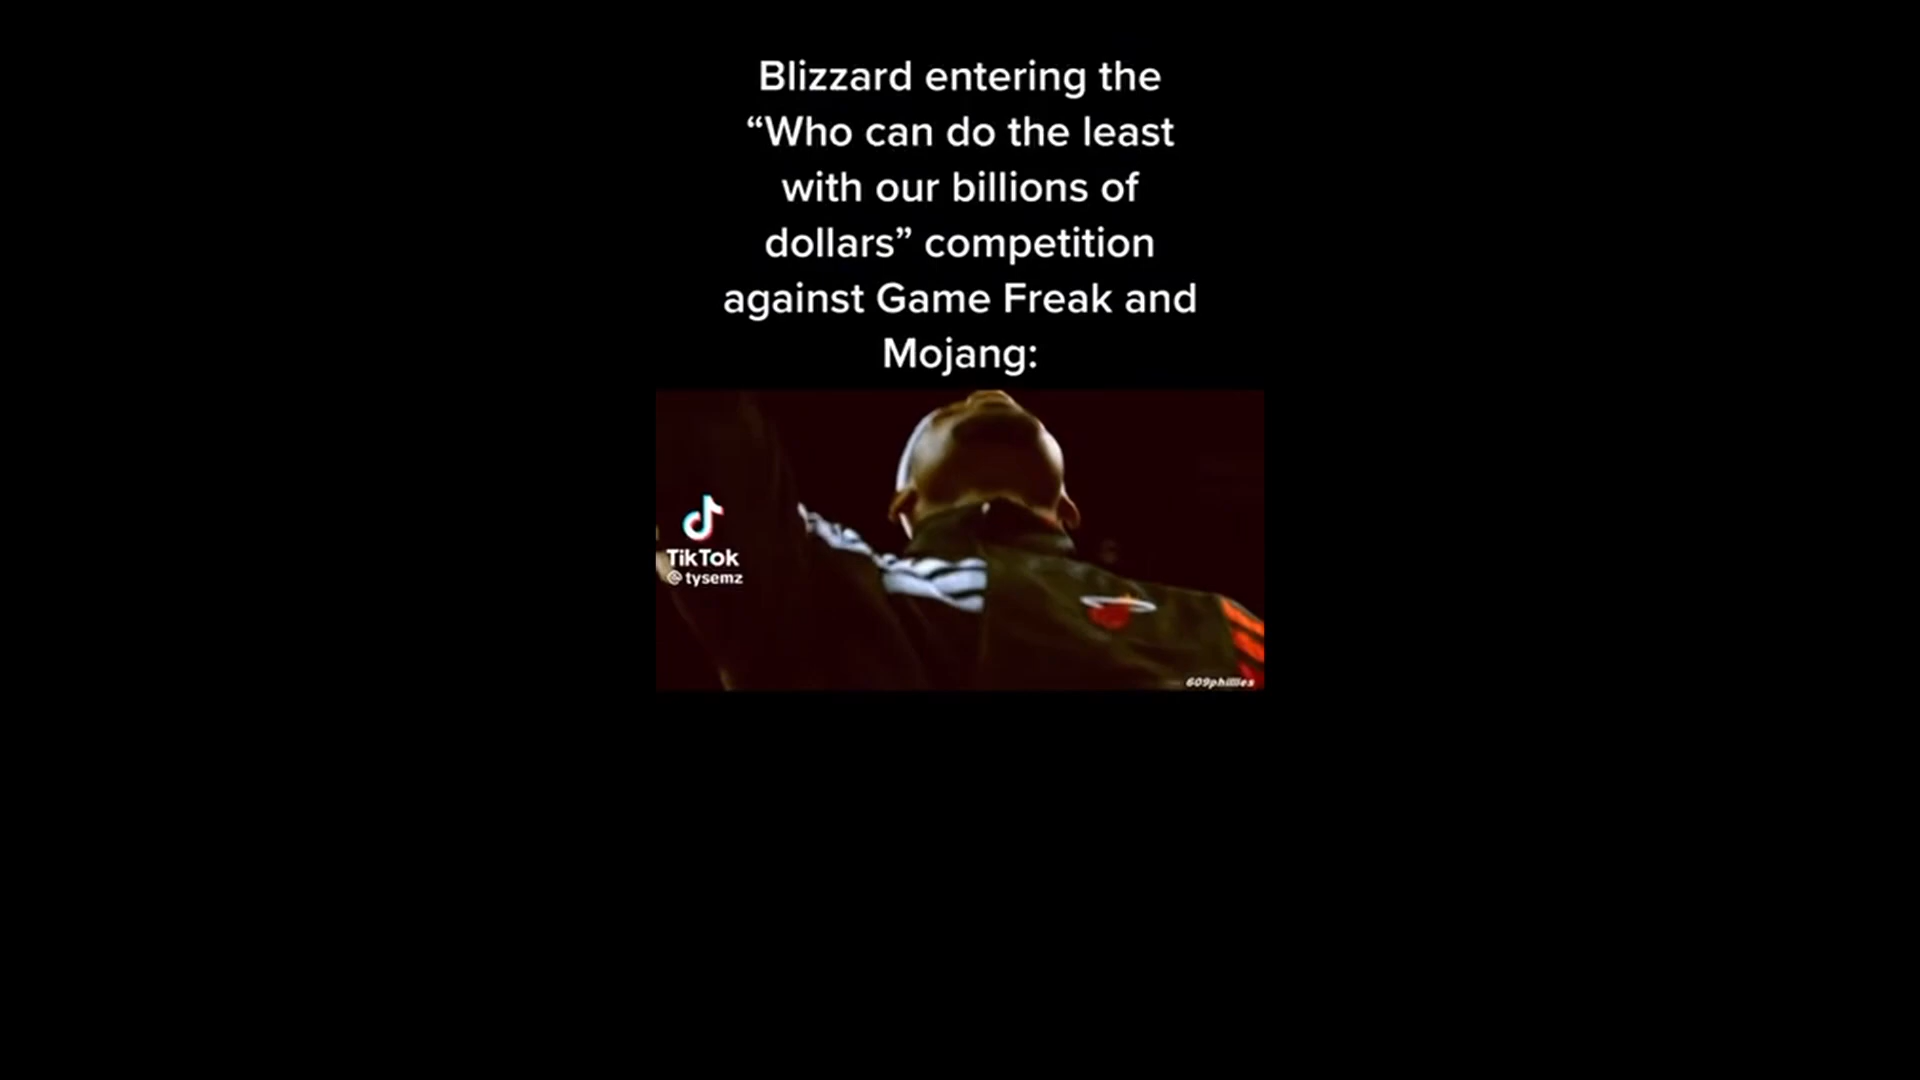 Blizzard entering the
“Who can do the least
with our billions of
dollars” competition
against Game Freak and
Mojang:
TikTok
@tysemz
609phillies